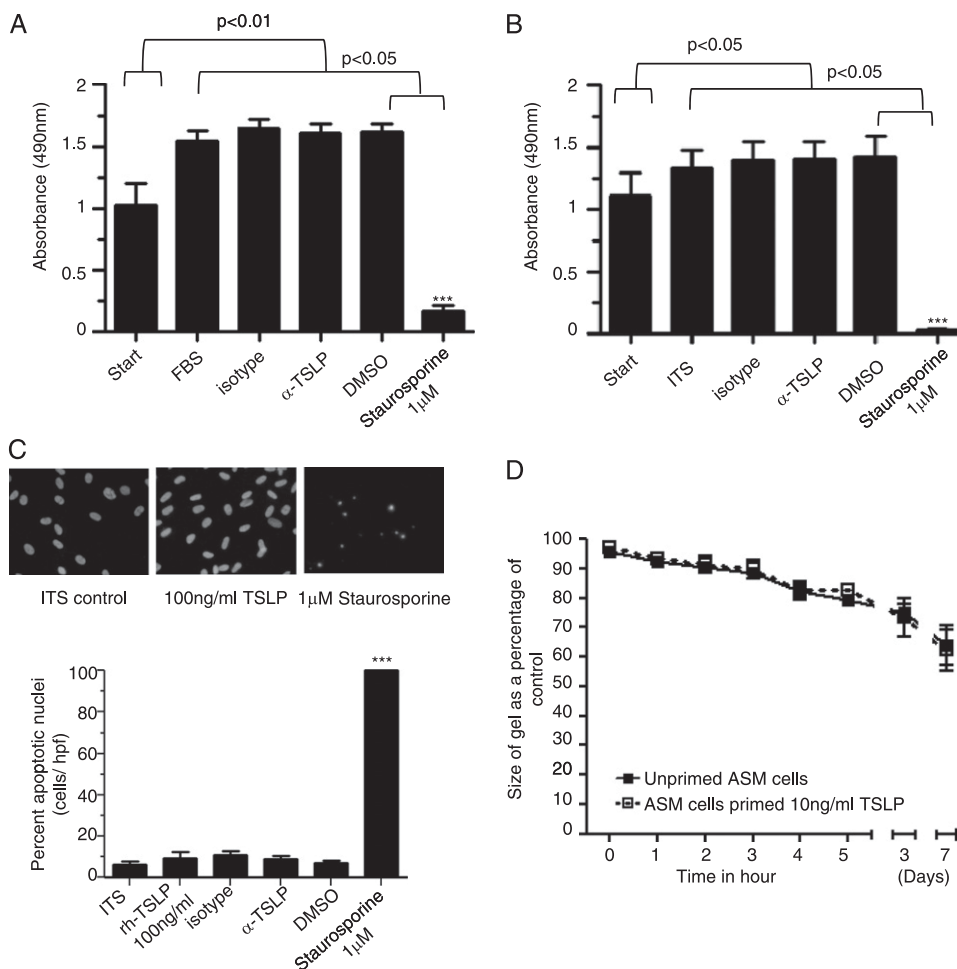 A
p<0.01
p<0.05
Absorbance (490nm)
2
1.5
1
0.5
0
***
Start
FBS
isotype
α-TSLP
DMSO
Staurosporine
1μM
B
p<0.05
p<0.05
Absorbance (490nm)
2
1.5
1
0.5
0
***
Start
ITS
isotype
α-TSLP
DMSO
Staurosporine
1μM
C
ITS control
100ng/ml TSLP
1μM Staurosporine
Percent apoptotic nuclei
(cells/ hpf)
100
80
60
40
20
0
***
ITS
rh-TSLP
100ng/ml
isotype
α-TSLP
DMSO
Staurosporine
1μM
D
Size of gel as a percentage of
control
100
90
80
70
60
50
90
40
30
20
10
0
Unprimed ASM cells
ASM cells primed 10ng/ml TSLP
0 1 2 3 4 5 3 7
Time in hour (Days)